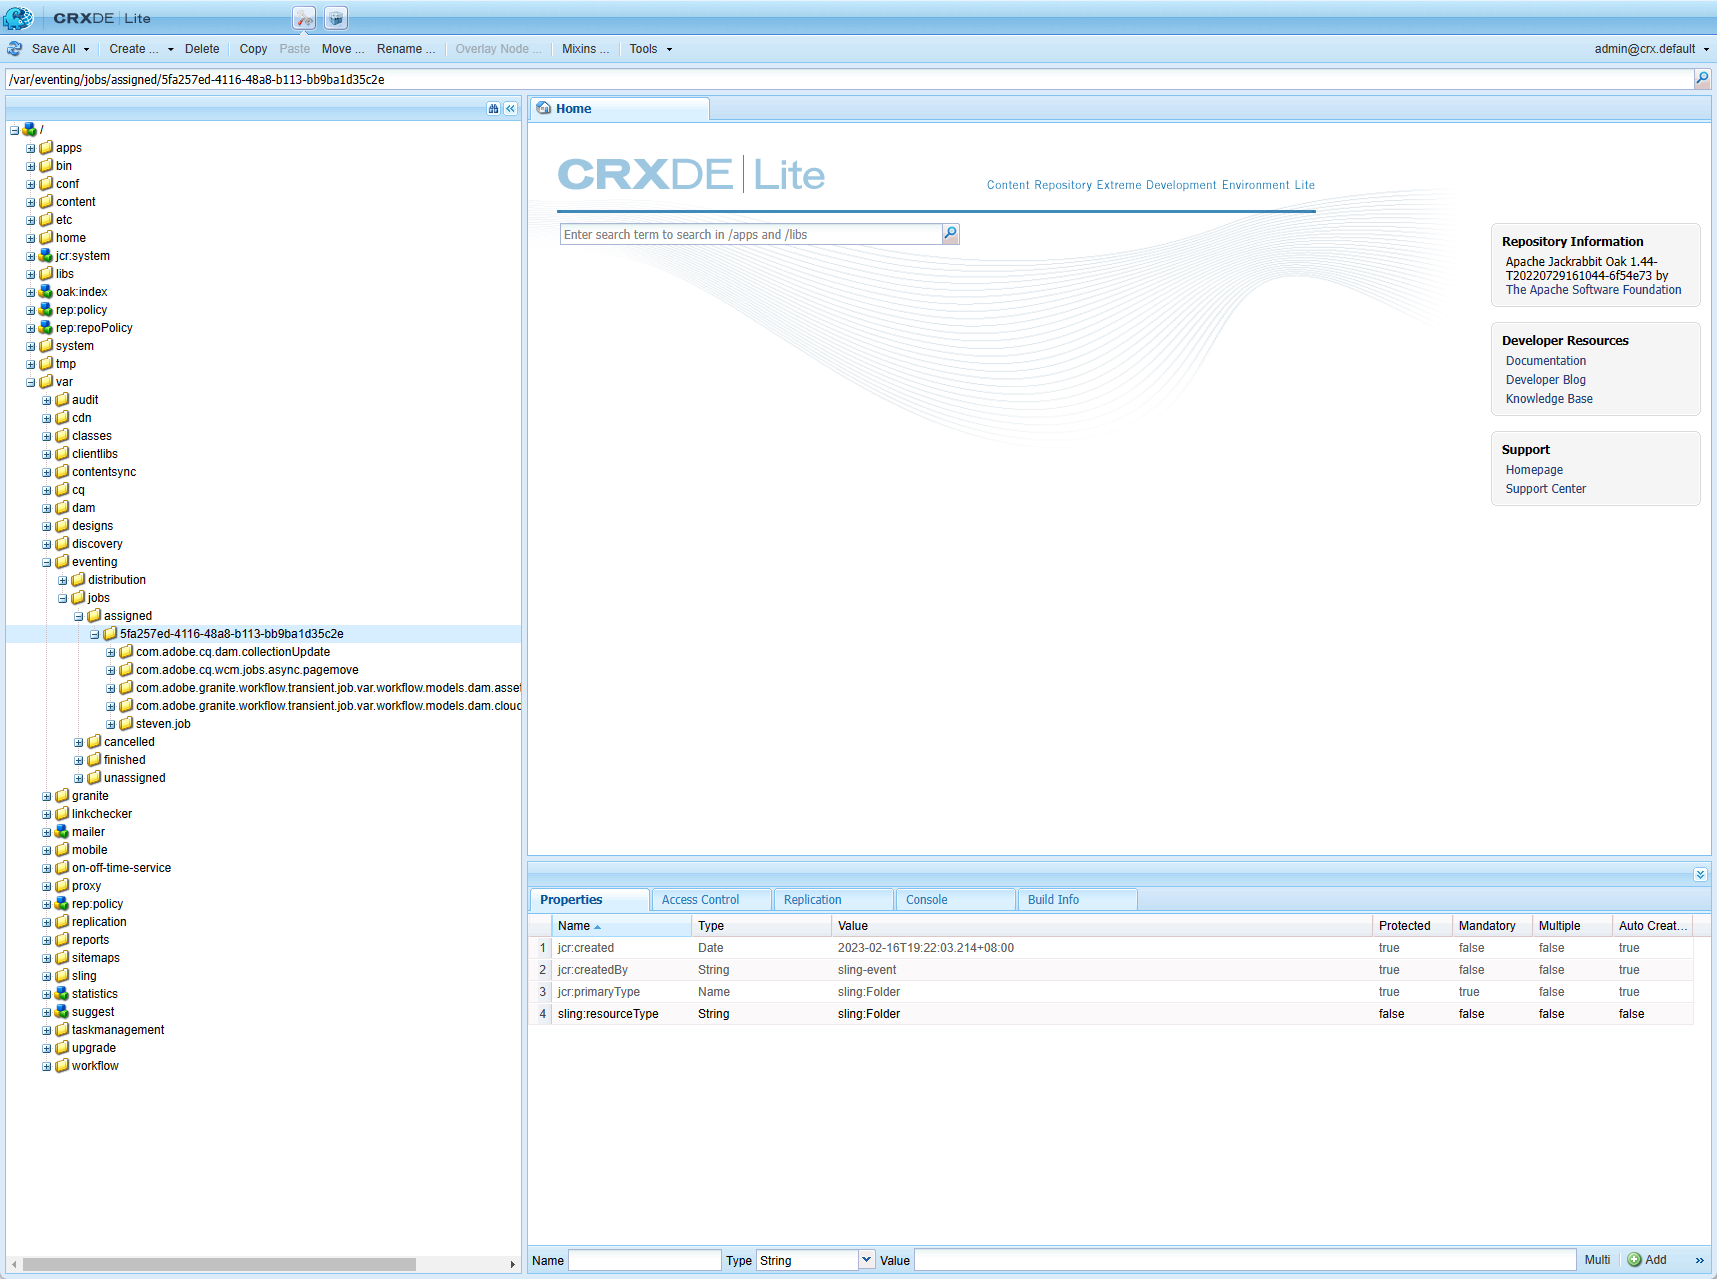 CRXDE | Lite
Save All Create ... Delete Copy Paste Move ... Rename ... Overlay Node ... Mixins ... Tools admin@crx.default
/var/eventing/jobs/assigned/5fa257ed-4116-48a8-b113-bb9ba1d35c2e
/
apps
bin
conf
content
etc
home
jcr:system
libs
oak:index
rep:policy
rep:repoPolicy
system
tmp
var
audit
cdn
classes
clientlibs
contentsync
cq
dam
designs
discovery
eventing
distribution
jobs
assigned
5fa257ed-4116-48a8-b113-bb9ba1d35c2e
com.adobe.cq.dam.collectionUpdate
com.adobe.cq.wcm.jobs.async.pagemove
com.adobe.granite.workflow.transient.job.var.workflow.models.dam.asset
com.adobe.granite.workflow.transient.job.var.workflow.models.dam.cloud
steven.job
cancelled
finished
unassigned
granite
linkchecker
mailer
mobile
on-off-time-service
proxy
rep:policy
replication
reports
sitemaps
sling
statistics
suggest
taskmanagement
upgrade
workflow
Home
CRXDE | Lite
Content Repository Extreme Development Environment Lite
Enter search term to search in /apps and /libs
Repository Information
Apache Jackrabbit Oak 1.44-
T20220729161044-6f54e73 by
The Apache Software Foundation
Developer Resources
Documentation
Developer Blog
Knowledge Base
Support
Homepage
Support Center
Properties Access Control Replication Console Build Info
Name Type Value Protected Mandatory Multiple Auto Creat...
1 jcr:created Date 2023-02-16T19:22:03.214+08:00 true false false true
2 jcr:createdBy String sling-event true false false true
3 jcr:primaryType Name sling:Folder true true false true
4 sling:resourceType String sling:Folder false false false false
Name Type String Value Multi Add »